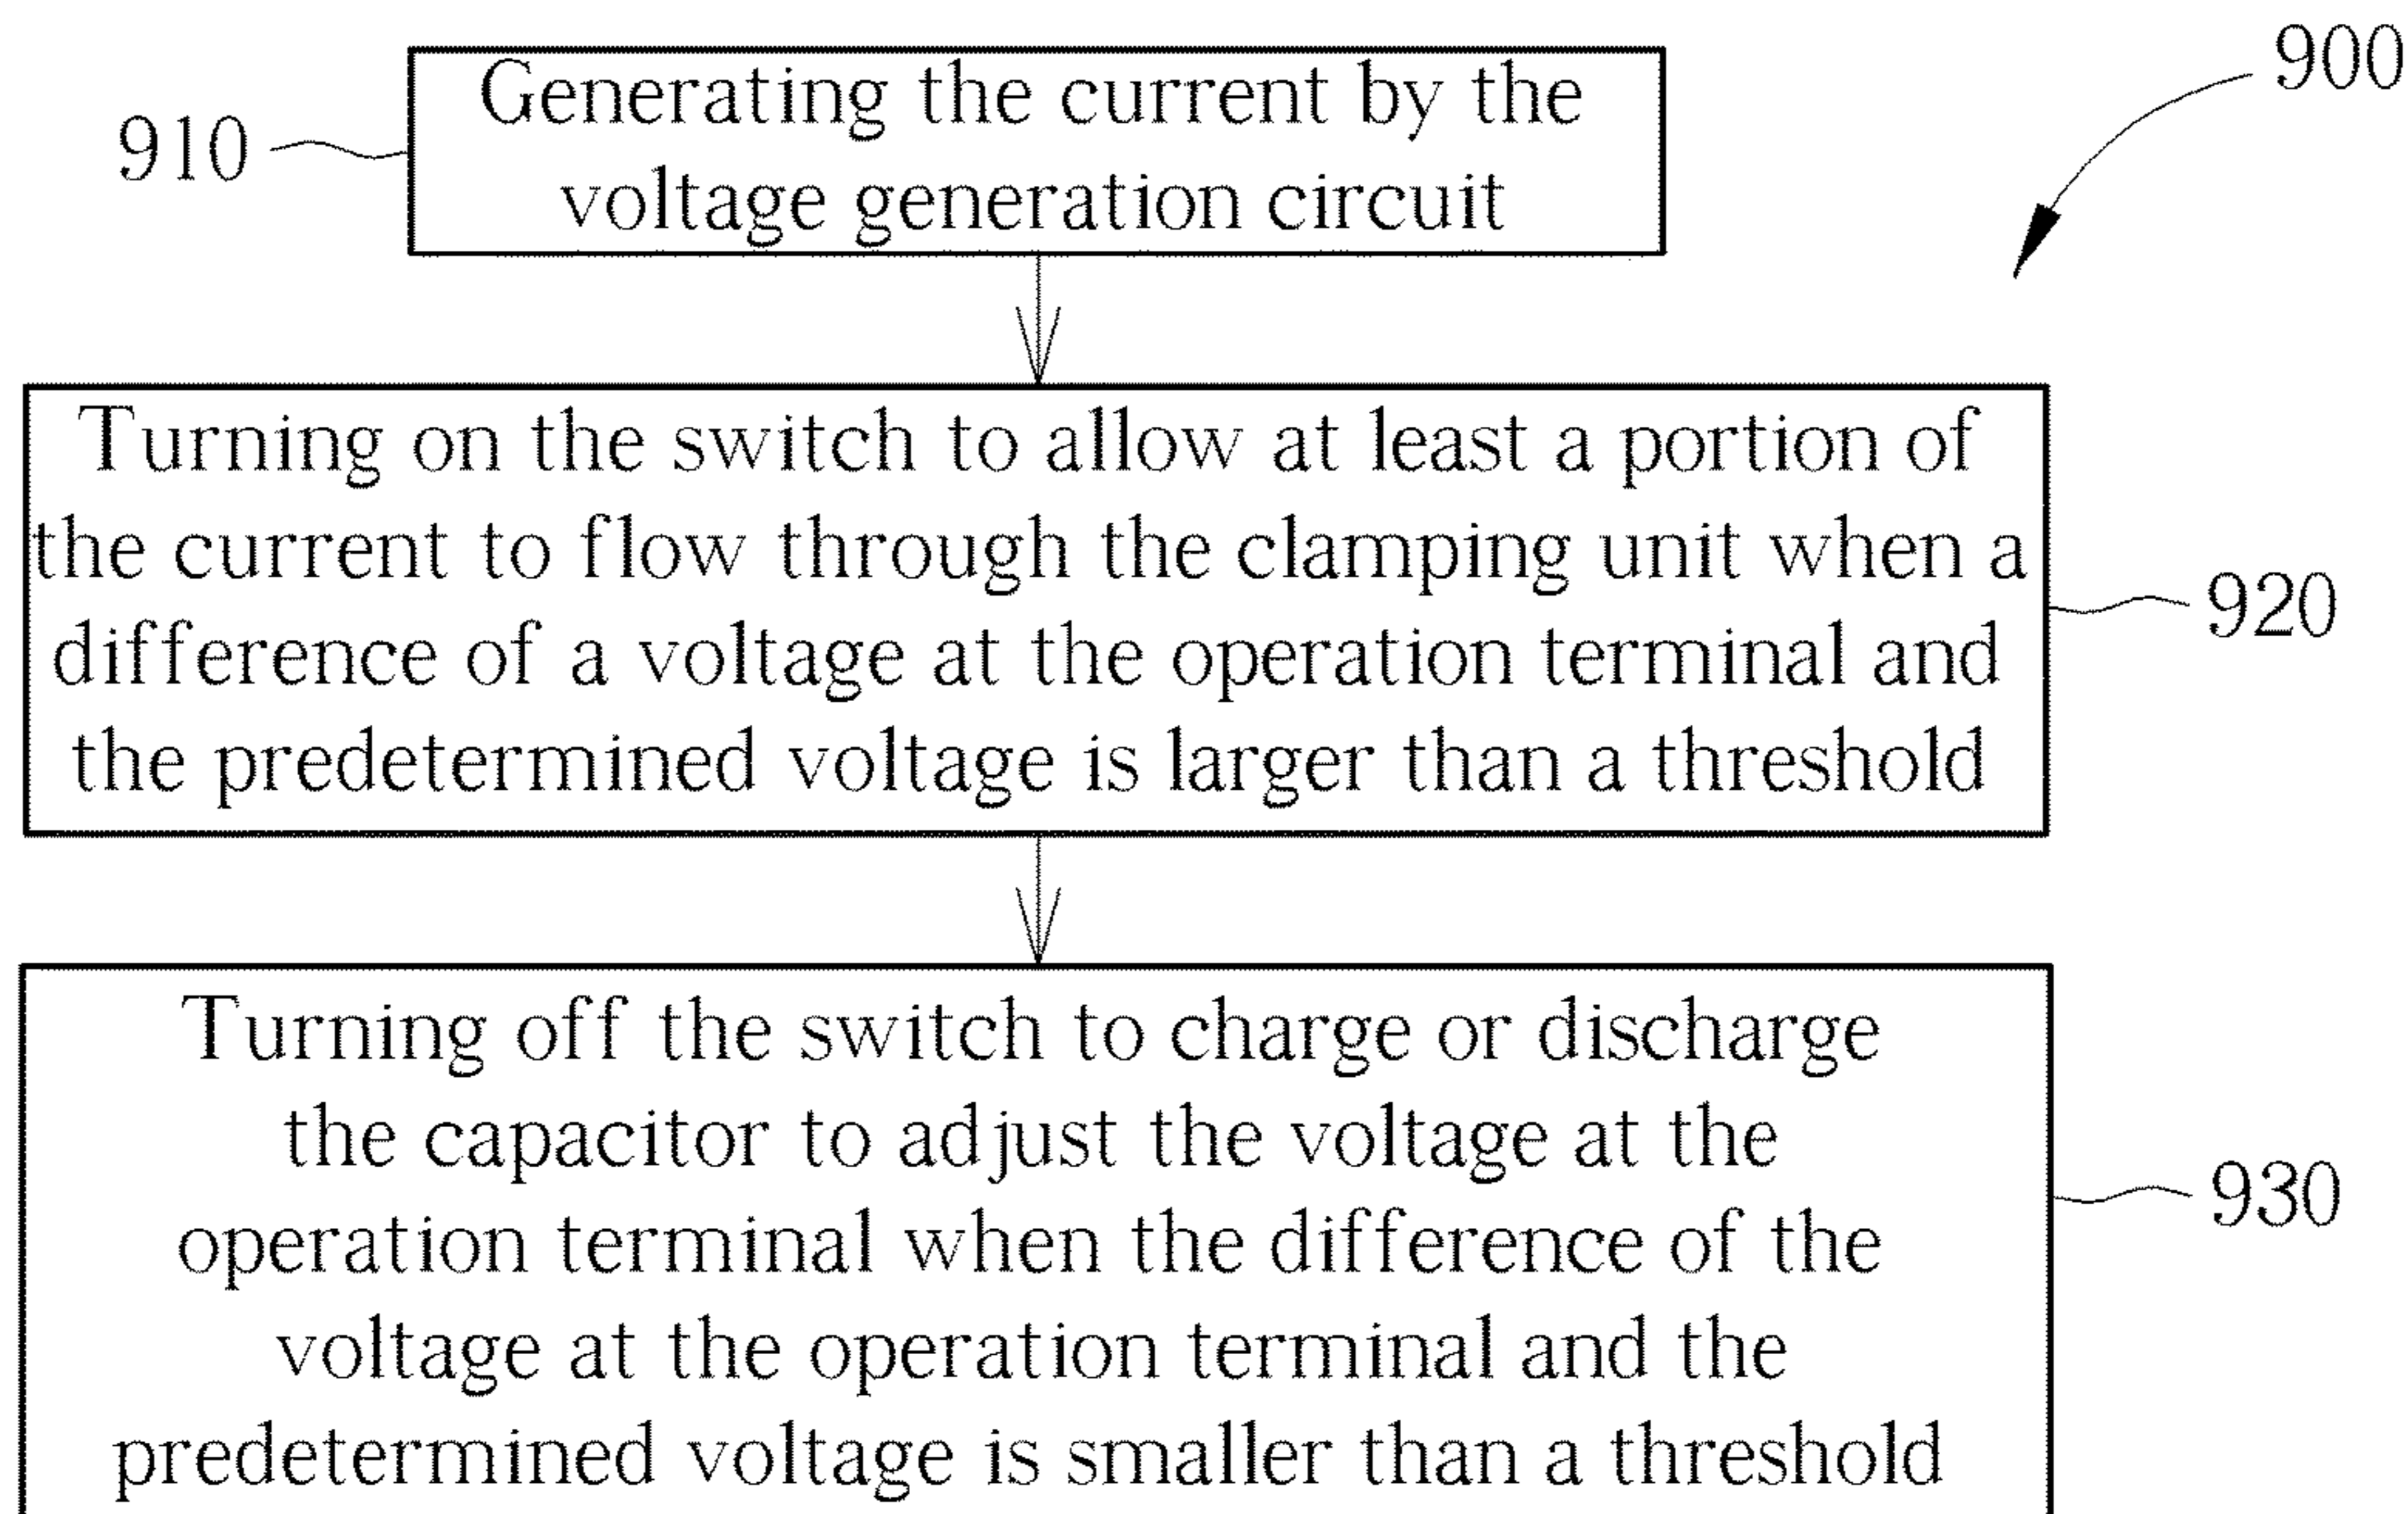 900
910
Generating the current by the
voltage generation circuit
Turning on the switch to allow at least a portion of
the current to flow through the clamping unit when a
difference of a voltage at the operation terminal and
the predetermined voltage is larger than a threshold
920
Turning off the switch to charge or discharge
the capacitor to adjust the voltage at the
operation terminal when the difference of the
voltage at the operation terminal and the
predetermined voltage is smaller than a threshold
930